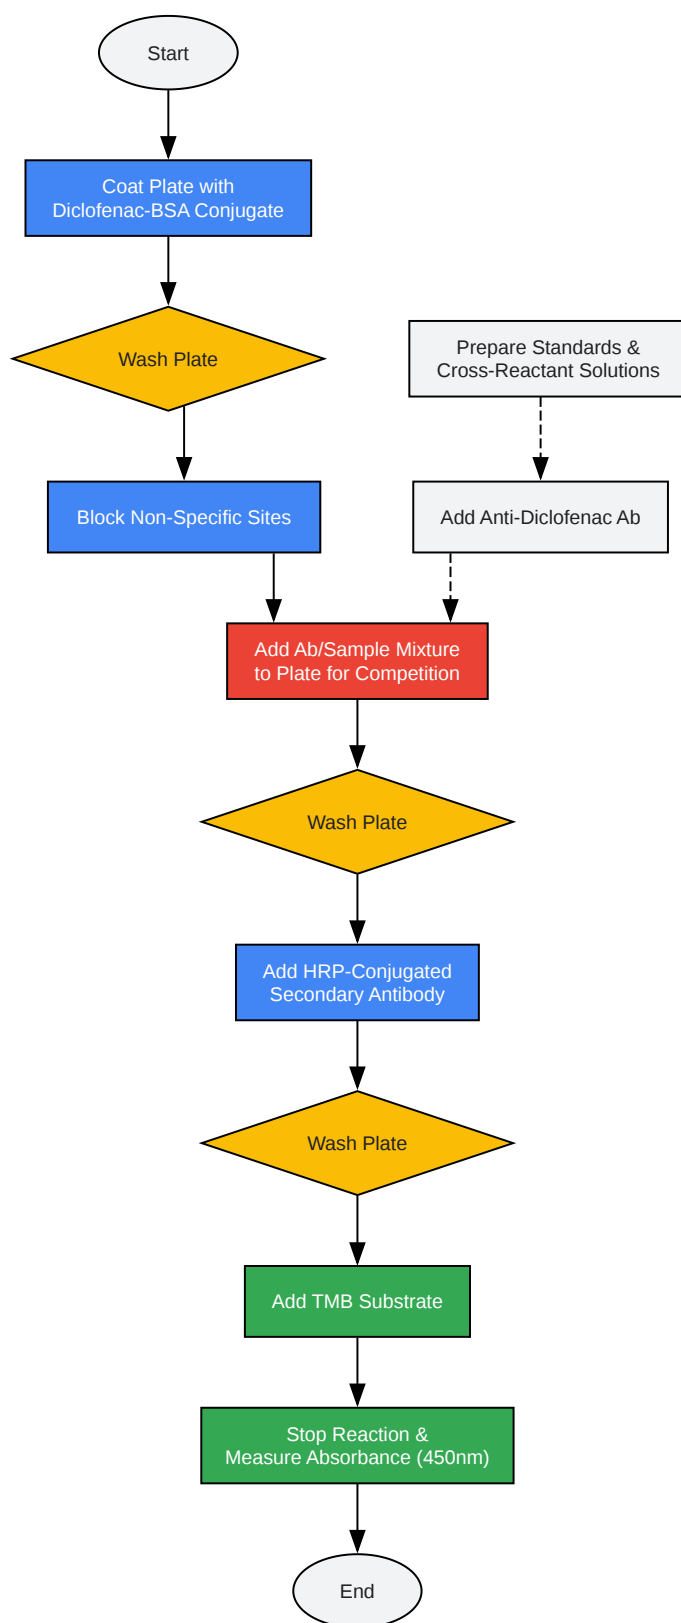 Start
Coat Plate with
Diclofenac-BSA Conjugate
Wash Plate
Prepare Standards &
Cross-Reactant Solutions
Block Non-Specific Sites
Add Anti-Diclofenac Ab
Add Ab/Sample Mixture
to Plate for Competition
Wash Plate
Add HRP-Conjugated
Secondary Antibody
Wash Plate
Add TMB Substrate
Stop Reaction &
Measure Absorbance (450nm)
End